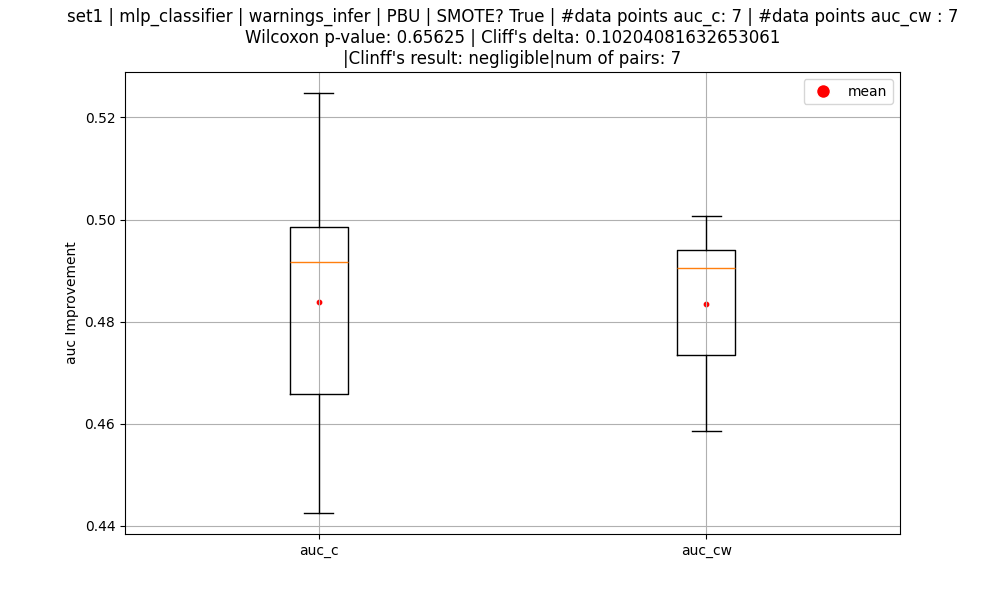 set1 | mlp_classifier | warnings_infer | PBU | SMOTE? True | #data points auc_c: 7 | #data points auc_cw : 7
Wilcoxon p-value: 0.65625 | Cliff's delta: 0.10204081632653061
|Clinff's result: negligible|num of pairs: 7
mean
0.52
0.50
0.48
0.46
0.44
auc Improvement
auc_c
auc_cw